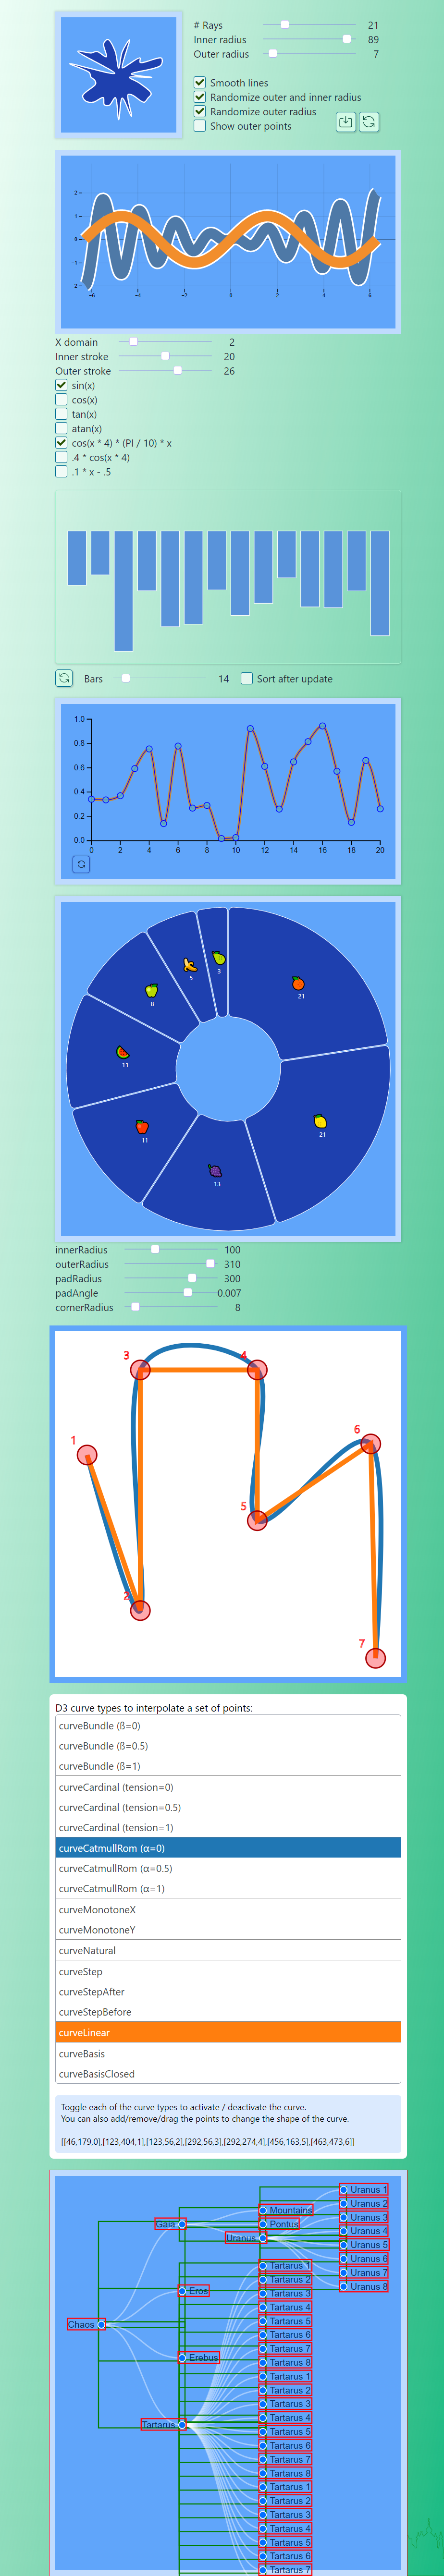 # Rays 21
Inner radius 89
Outer radius 7
Smooth lines
Randomize outer and inner radius
Randomize outer radius
Show outer points
2
1
0
−1
−2
−6 −4 −2 0 2 4 6
X domain 2
Inner stroke 20
Outer stroke 26
sin(x)
cos(x)
tan(x)
atan(x)
cos(x * 4) * (PI / 10) * x
.4 * cos(x * 4)
.1 * x - .5
Bars 14 Sort after update
1.0
0.8
0.6
0.4
0.2
0.0
0 2 4 6 8 10 12 14 16 18 20
3
5
8
21
11
21
11
13
innerRadius 100
outerRadius 310
padRadius 300
padAngle 0.007
cornerRadius 8
3 4
1
6
5
2
7
D3 curve types to interpolate a set of points:
curveBundle (ß=0)
curveBundle (ß=0.5)
curveBundle (ß=1)
curveCardinal (tension=0)
curveCardinal (tension=0.5)
curveCardinal (tension=1)
curveCatmullRom (α=0)
curveCatmullRom (α=0.5)
curveCatmullRom (α=1)
curveMonotoneX
curveMonotoneY
curveNatural
curveStep
curveStepAfter
curveStepBefore
curveLinear
curveBasis
curveBasisClosed
Toggle each of the curve types to activate / deactivate the curve.
You can also add/remove/drag the points to change the shape of the curve.
[[46,179,0],[123,404,1],[123,56,2],[292,56,3],[292,274,4],[456,163,5],[463,473,6]]
Uranus 1
Uranus 2
Mountains Uranus 3
Gaia Pontus Uranus 4
Uranus Uranus 5
Uranus 6
Tartarus 1 Uranus 7
Tartarus 2 Uranus 8
Eros Tartarus 3
Tartarus 4
Tartarus 5
Chaos
Tartarus 6
Tartarus 7
Erebus
Tartarus 8
Tartarus 1
Tartarus 2
Tartarus 3
Tartarus 4
Tartarus
Tartarus 5
Tartarus 6
Tartarus 7
Tartarus 8
Tartarus 1
Tartarus 2
Tartarus 3
Tartarus 4
Tartarus 5
Tartarus 6
Tartarus 7